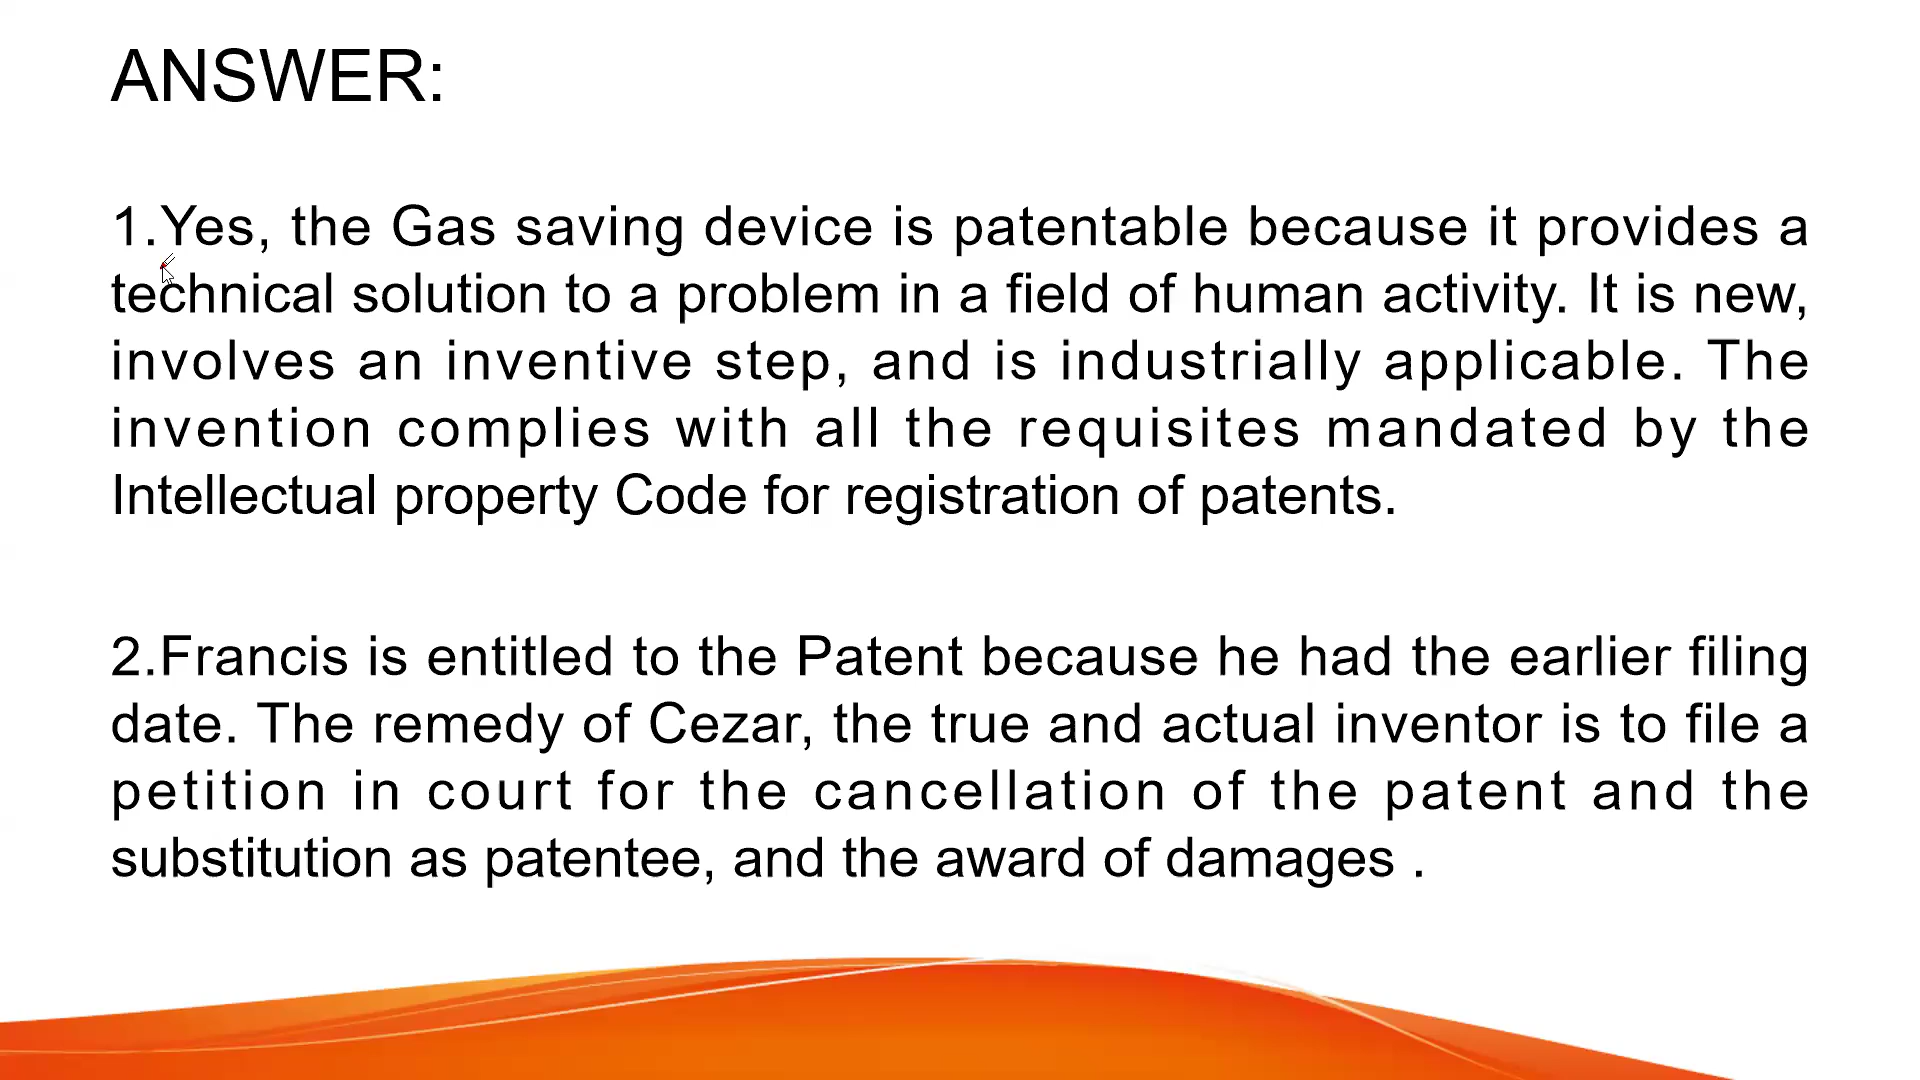 ANSWER:
1.Yes, the Gas saving device is patentable because it provides a
technical solution to a problem in a field of human activity. It is new,
involves an inventive step, and is industrially applicable. The
invention complies with all the requisites mandated by the
Intellectual property Code for registration of patents.
2.Francis is entitled to the Patent because he had the earlier filing
date. The remedy of Cezar, the true and actual inventor is to file a
petition in court for the cancellation of the patent and the
substitution as patentee, and the award of damages .